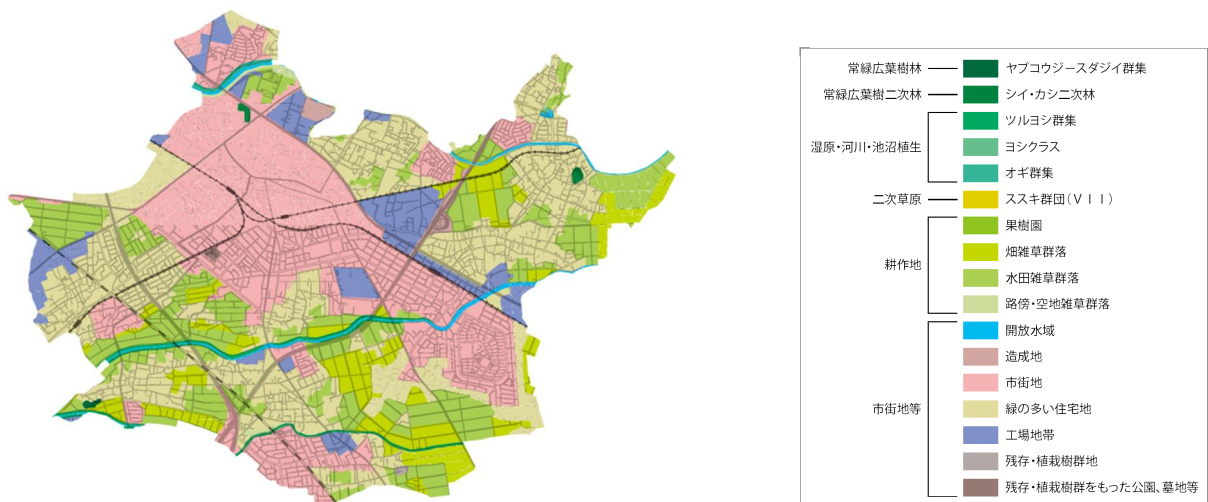 常緑広葉樹林 ヤブコウジースダジイ群集
常緑広葉樹二次林 シイ・カシ二次林
湿原・河川・池沼植生
ツルヨシ群集
ヨシクラス
オギ群集
二次草原 ススキ群団(ⅤⅠⅠ)
耕作地
果樹園
畑雑草群落
水田雑草群落
路傍・空地雑草群落
市街地等
開放水域
造成地
市街地
緑の多い住宅地
工場地帯
残存・植栽樹群地
残存・植栽樹群をもった公園、墓地等